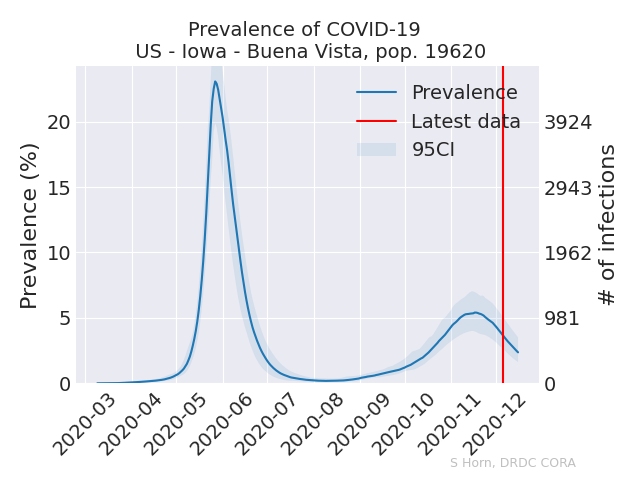 Prevalence of COVID-19
US - Iowa - Buena Vista, pop. 19620
Prevalence
Latest data
95CI
Prevalence (%)
20
15
10
5
0
3924
2943
1962
981
0
# of infections
2020-03
2020-04
2020-05
2020-06
2020-07
2020-08
2020-09
2020-10
2020-11
2020-12
S Horn, DRDC CORA